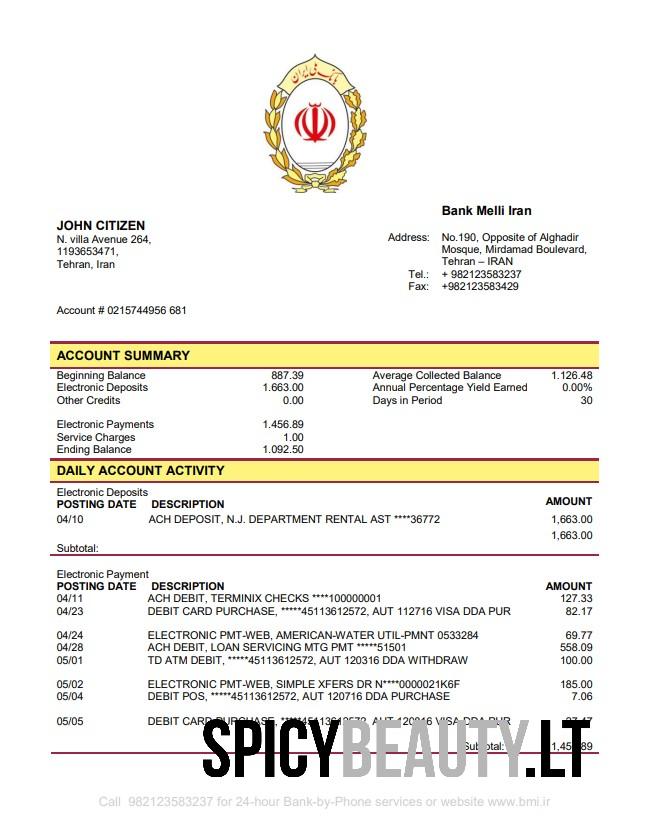 بانک ملی ایران
Bank Melli Iran
JOHN CITIZEN
N. villa Avenue 264,
1193653471,
Tehran, Iran
Address: No.190, Opposite of Alghadir
Mosque, Mirdamad Boulevard,
Tehran – IRAN
Tel.: + 982123583237
Fax: +982123583429
Account # 0215744956 681
ACCOUNT SUMMARY
Beginning Balance 887.39 Average Collected Balance 1.126.48
Electronic Deposits 1.663.00 Annual Percentage Yield Earned 0.00%
Other Credits 0.00 Days in Period 30
Electronic Payments 1.456.89
Service Charges 1.00
Ending Balance 1.092.50
DAILY ACCOUNT ACTIVITY
Electronic Deposits
POSTING DATE DESCRIPTION AMOUNT
04/10 ACH DEPOSIT, N.J. DEPARTMENT RENTAL AST ****36772 1,663.00
1,663.00
Subtotal:
Electronic Payment
POSTING DATE DESCRIPTION AMOUNT
04/11 ACH DEBIT, TERMINIX CHECKS ****100000001 127.33
04/23 DEBIT CARD PURCHASE, *****45113612572, AUT 112716 VISA DDA PUR 82.17
04/24 ELECTRONIC PMT-WEB, AMERICAN-WATER UTIL-PMNT 0533284 69.77
04/28 ACH DEBIT, LOAN SERVICING MTG PMT *****51501 558.09
05/01 TD ATM DEBIT, *****45113612572, AUT 120316 DDA WITHDRAW 100.00
05/02 ELECTRONIC PMT-WEB, SIMPLE XFERS DR N****0000021K6F 185.00
05/04 DEBIT POS, *****45113612572, AUT 120716 DDA PURCHASE 7.06
05/05 DEBIT CARD PURCHASE, *****45113612572, AUT 120816 VISA DDA PUR
Subtotal:
SPICYBEAUTY.LT
Call 982123583237 for 24-hour Bank-by-Phone services or website www.bmi.ir